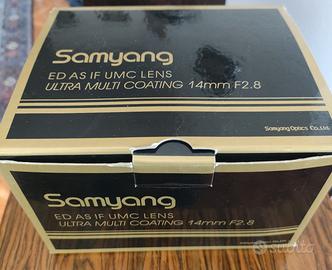 Samyang
ED AS IF UMC LENS
ULTRA MULTI COATING 14mm F2.8
Samyang Optics Co.,Ltd.
Samyang
ED AS IF UMC LENS
ULTRA MULTI COATING 14mm F2.8
subito